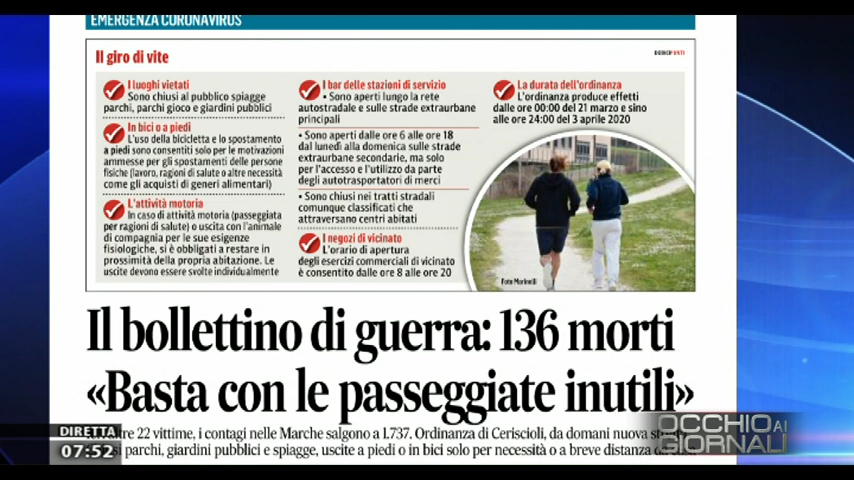 EMERGENZA CORONAVIRUS
Il giro di vite
I luoghi vietati
Sono chiusi al pubblico spiagge
parchi, parchi gioco e giardini pubblici
In bici o a piedi
L'uso della bicicletta e lo spostamento
a piedi sono consentiti solo per le motivazioni
ammesse per gli spostamenti delle persone
fisiche (lavoro, ragioni di salute o altre necessità
come gli acquisti di generi alimentari)
L'attività motoria
In caso di attività motoria (passeggiata
per ragioni di salute) o uscita con l'animale
di compagnia per le sue esigenze
fisiologiche, si è obbligati a restare in
prossimità della propria abitazione. Le
uscite devono essere svolte individualmente
I bar delle stazioni di servizio
• Sono aperti lungo la rete
autostradale e sulle strade extraurbane
principali
• Sono aperti dalle ore 6 alle ore 18
dal lunedì alla domenica sulle strade
extraurbane secondarie, ma solo
per l'accesso e l'utilizzo da parte
degli autotrasportatori di merci
• Sono chiusi nei tratti stradali
comunque classificati che
attraversano centri abitati
I negozi di vicinato
L'orario di apertura
degli esercizi commerciali di vicinato
è consentito dalle ore 8 alle ore 20
La durata dell'ordinanza
L'ordinanza produce effetti
dalle ore 00:00 del 21 marzo e sino
alle ore 24:00 del 3 aprile 2020
Foto Marinelli
Il bollettino di guerra: 136 morti
«Basta con le passeggiate inutili»
altre 22 vittime, i contagi nelle Marche salgono a 1.737. Ordinanza di Ceriscioli, da domani nuova
parchi, giardini pubblici e spiagge, uscite a piedi o in bici solo per necessità o a breve distanza
DIRETTA
07:52
OCCHIO AI
GIORNALI